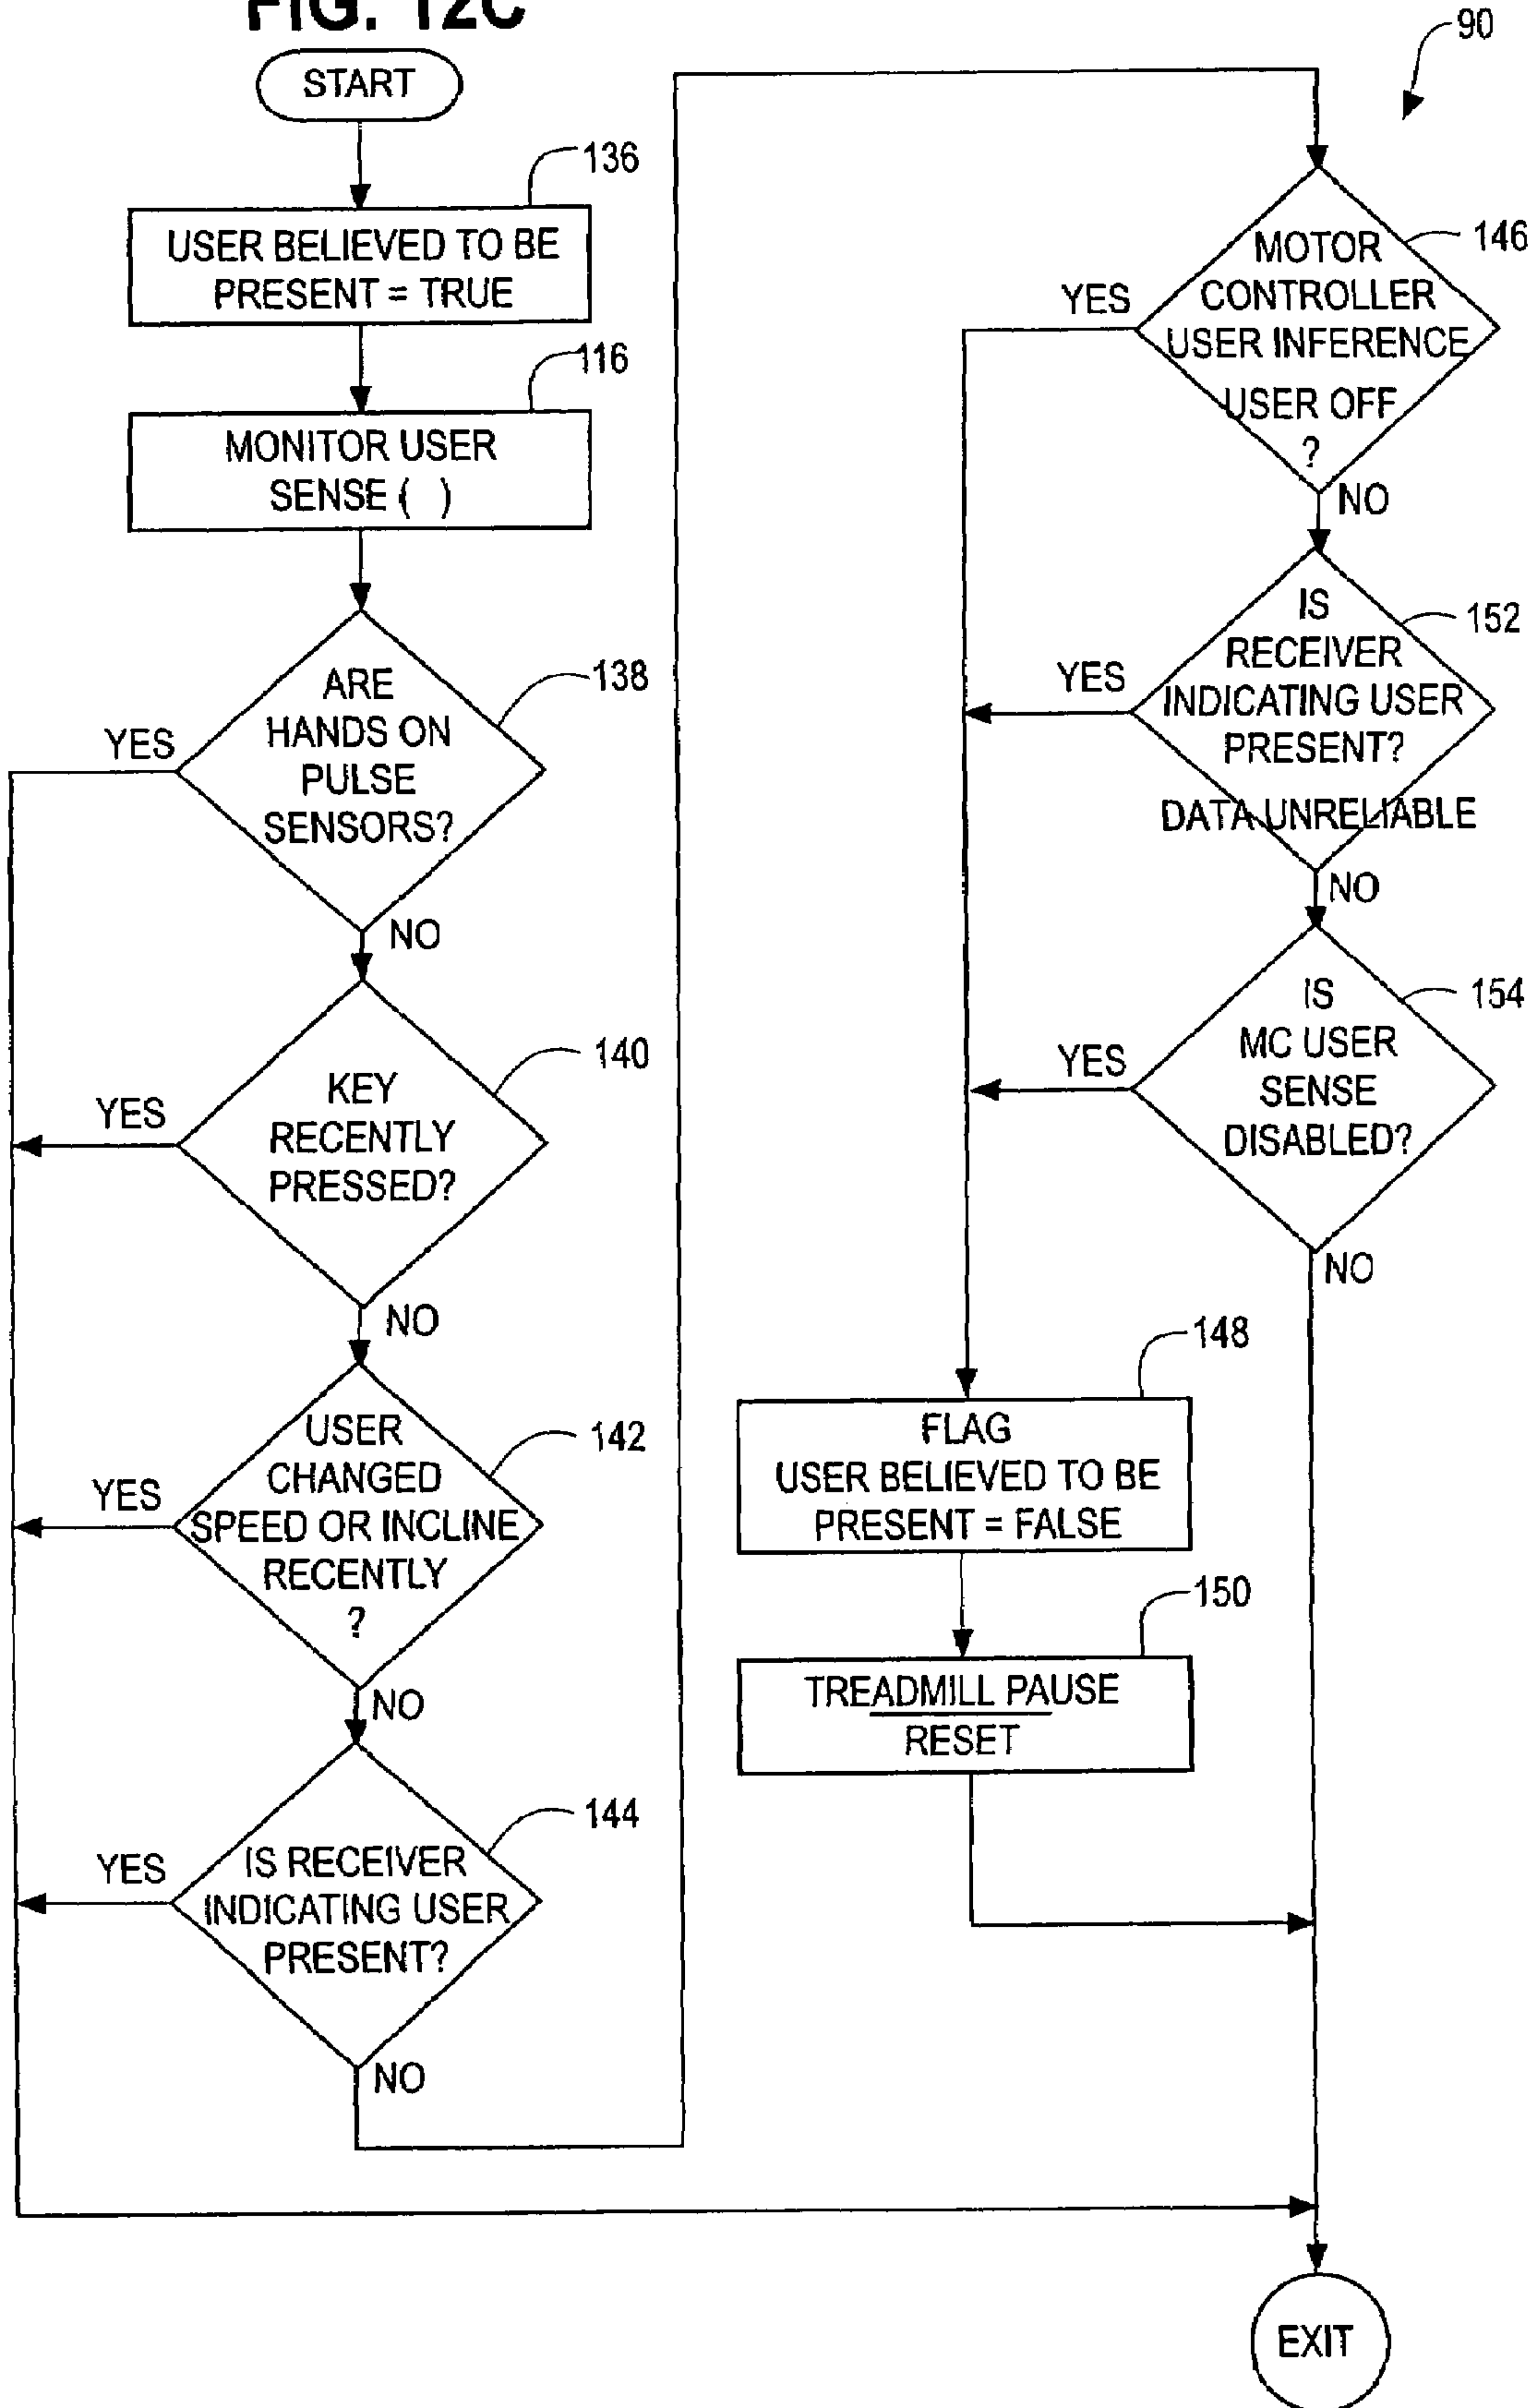 FIG. 12C
START
136
USER BELIEVED TO BE
PRESENT = TRUE
116
MONITOR USER
SENSE ( )
138
ARE
HANDS ON
PULSE
SENSORS?
YES
NO
140
KEY
RECENTLY
PRESSED?
YES
NO
142
USER
CHANGED
SPEED OR INCLINE
RECENTLY
?
YES
NO
144
IS RECEIVER
INDICATING USER
PRESENT?
YES
NO
90
146
MOTOR
CONTROLLER
USER INFERENCE
USER OFF
?
YES
NO
152
IS
RECEIVER
INDICATING USER
PRESENT?
DATA UNRELIABLE
YES
NO
154
IS
MC USER
SENSE
DISABLED?
YES
NO
148
FLAG
USER BELIEVED TO BE
PRESENT = FALSE
150
TREADMILL PAUSE
RESET
EXIT